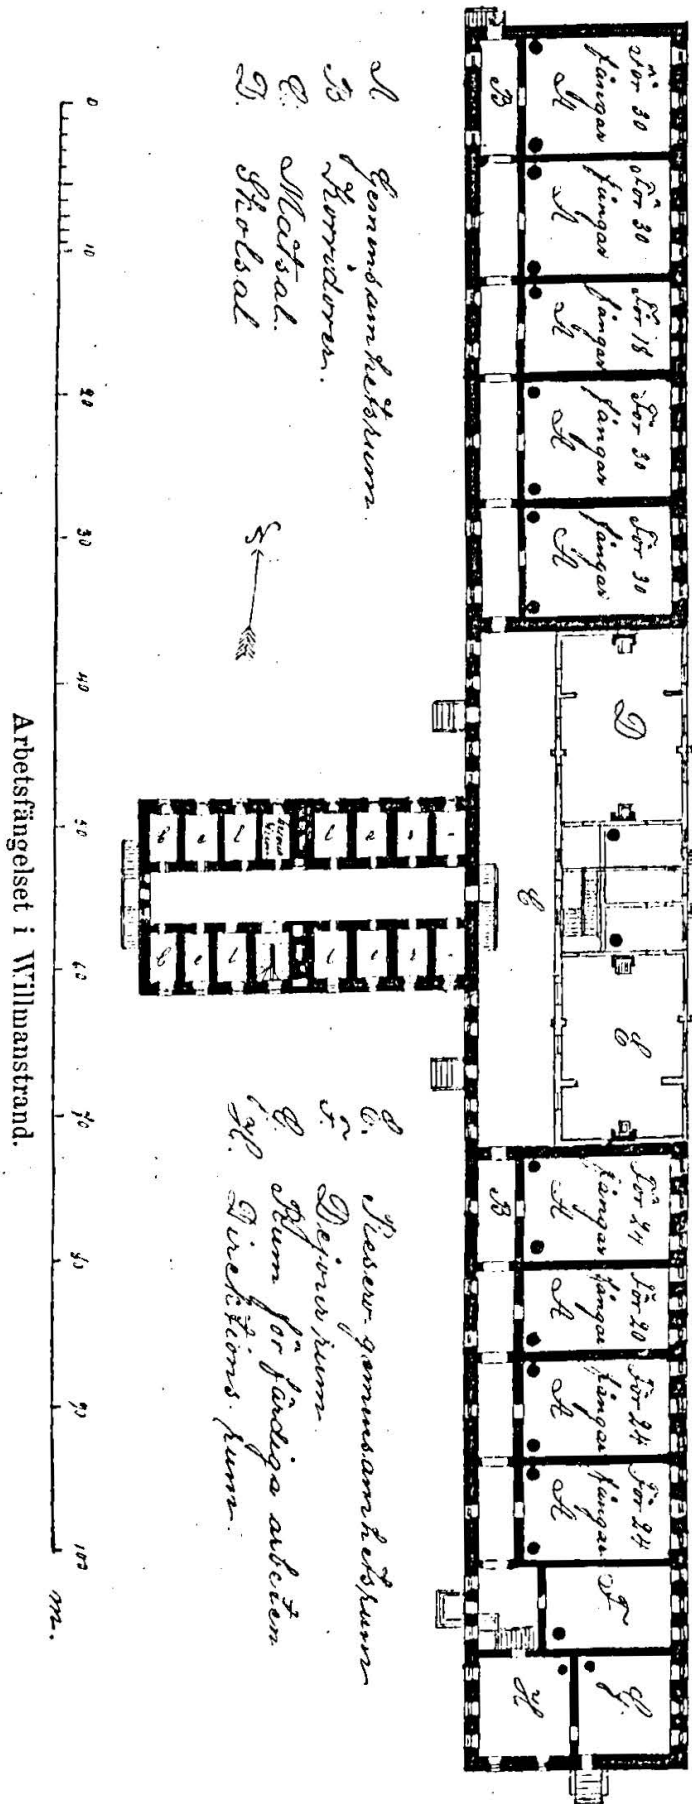 För 30
fångar
A
För 30
fångar
A
För 18
fångar
A
För 30
fångar
A
För 30
fångar
A
B
D
C
E
För 24
fångar
A
För 20
fångar
A
För 24
fångar
A
För 24
fångar
A
B
F
G.
H
A Gemensamhetsrum.
B Korridorer.
C. Matsal.
D. Skolsal
N
E. Reserv-gemensamhetsrum
F. Dejourrum
G. Rum för färdiga arbeten
H. Direktions-rum.
0 10 20 30 40 50 60 70 80 90 100 m.
Arbetsfängelset i Willmanstrand.